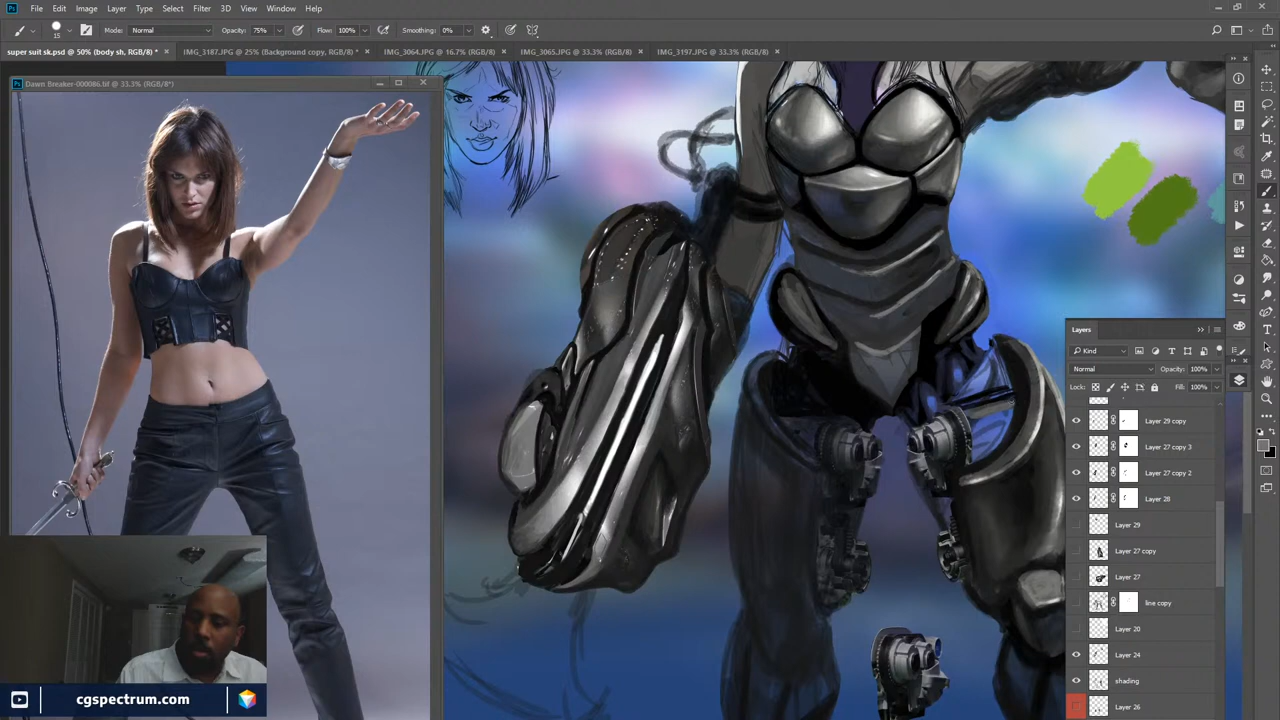 File Edit Image Layer Type Select Filter 3D View Window Help
15 Mode: Normal Opacity: 75% Flow: 100% Smoothing: 0%
super suit sk.psd @ 50% (body sh, RGB/8) * IMG_3187.JPG @ 25% (Background copy, RGB/8) * IMG_3064.JPG @ 16.7% (RGB/8) IMG_3065.JPG @ 33.3% (RGB/8) IMG_3197.JPG @ 33.3% (RGB/8)
Dawn Breaker-000086.tif @ 33.3% (RGB/8*)
Layers
Kind
Normal Opacity: 100%
Lock: Fill: 100%
Layer 29 copy
Layer 27 copy 3
Layer 27 copy 2
Layer 28
Layer 29
Layer 27 copy
Layer 27
line copy
Layer 20
Layer 24
shading
Layer 26
cgspectrum.com